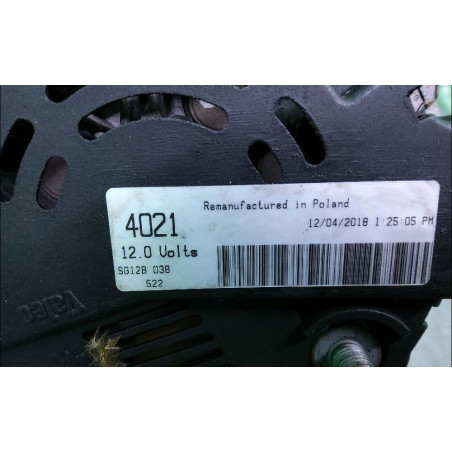 Remanufactured in Poland
4021
12/04/2018 1:25:05 PM
12.0 Volts
SG12B 038
522
Valeo